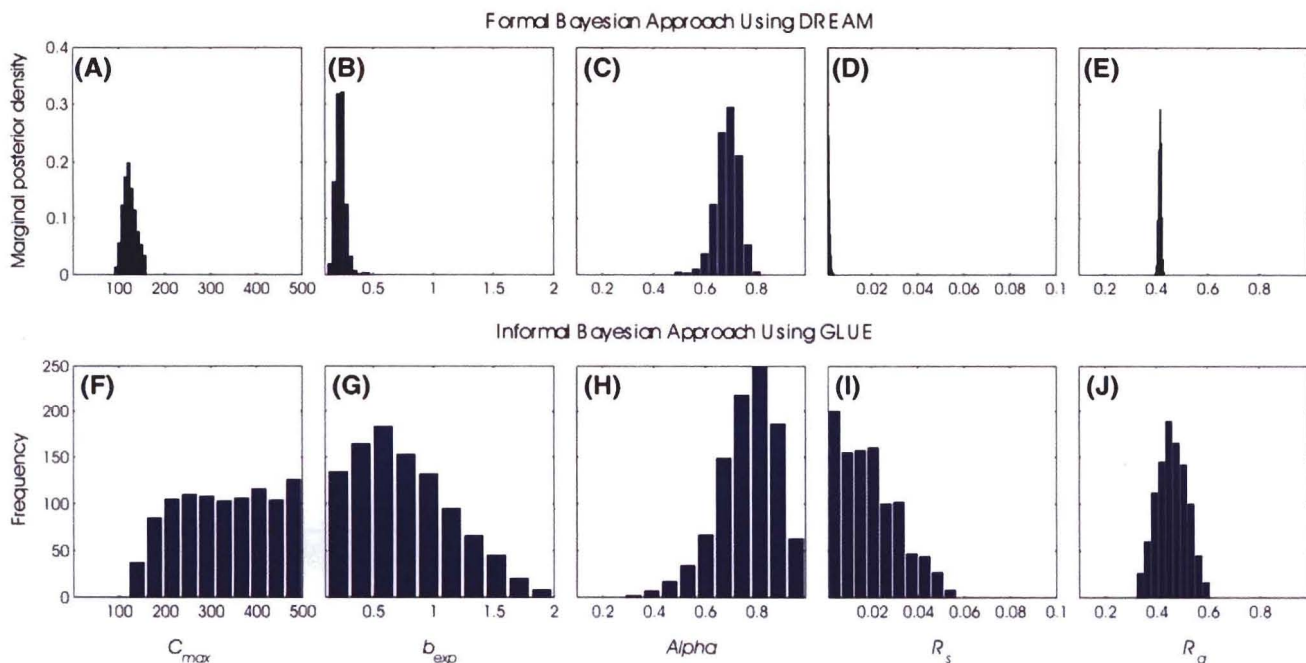 Formal Bayesian Approach Using DREAM
Marginal posterior density
0.4
0.3
0.2
0.1
0
(A)
(B)
(C)
(D)
(E)
100 200 300 400 500
0.5 1 1.5 2
0.2 0.4 0.6 0.8
0.02 0.04 0.06 0.08 0.1
0.2 0.4 0.6 0.8
Informal Bayesian Approach Using GLUE
Frequency
250
200
150
100
50
0
(F)
(G)
(H)
(I)
(J)
100 200 300 400 500
0.5 1 1.5 2
0.2 0.4 0.6 0.8
0.02 0.04 0.06 0.08 0.1
0.2 0.4 0.6 0.8
C_max
b_exp
Alpha
R_s
R_q